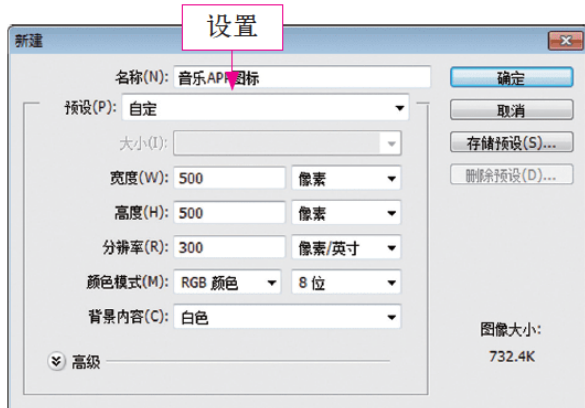 设置
新建
名称(N): 音乐APP图标
确定
预设(P): 自定
取消
大小(I):
存储预设(S)...
宽度(W): 500 像素
删除预设(D)...
高度(H): 500 像素
分辨率(R): 300 像素/英寸
颜色模式(M): RGB 颜色 8 位
背景内容(C): 白色
图像大小:
732.4K
高级